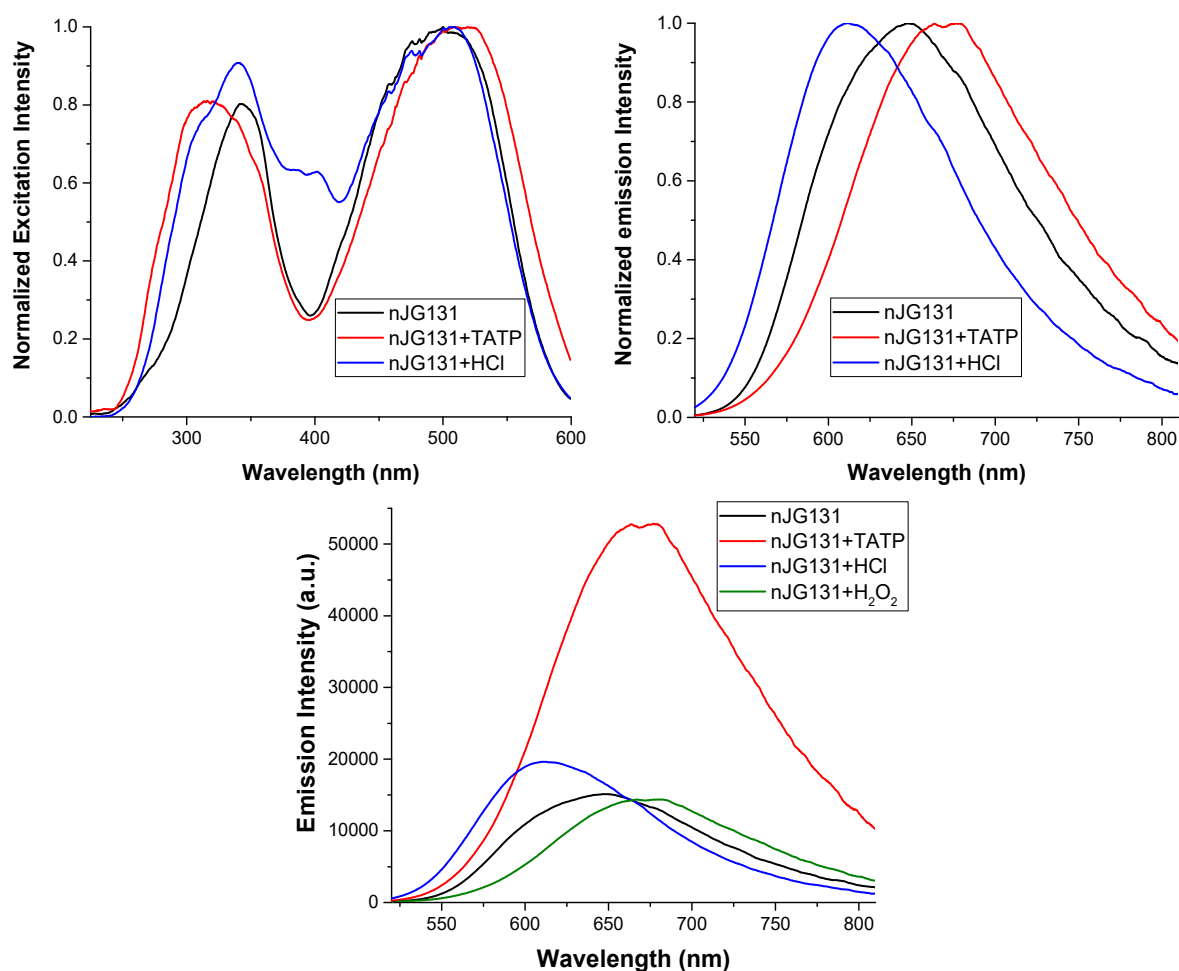 Normalized Excitation Intensity
1.0
0.8
0.6
0.4
0.2
0.0
nJG131
nJG131+TATP
nJG131+HCl
300
400
500
600
Wavelength (nm)
Normalized emission Intensity
1.0
0.8
0.6
0.4
0.2
0.0
nJG131
nJG131+TATP
nJG131+HCl
550
600
650
700
750
800
Wavelength (nm)
Emission Intensity (a.u.)
50000
40000
30000
20000
10000
0
nJG131
nJG131+TATP
nJG131+HCl
nJG131+H₂O₂
550
600
650
700
750
800
Wavelength (nm)